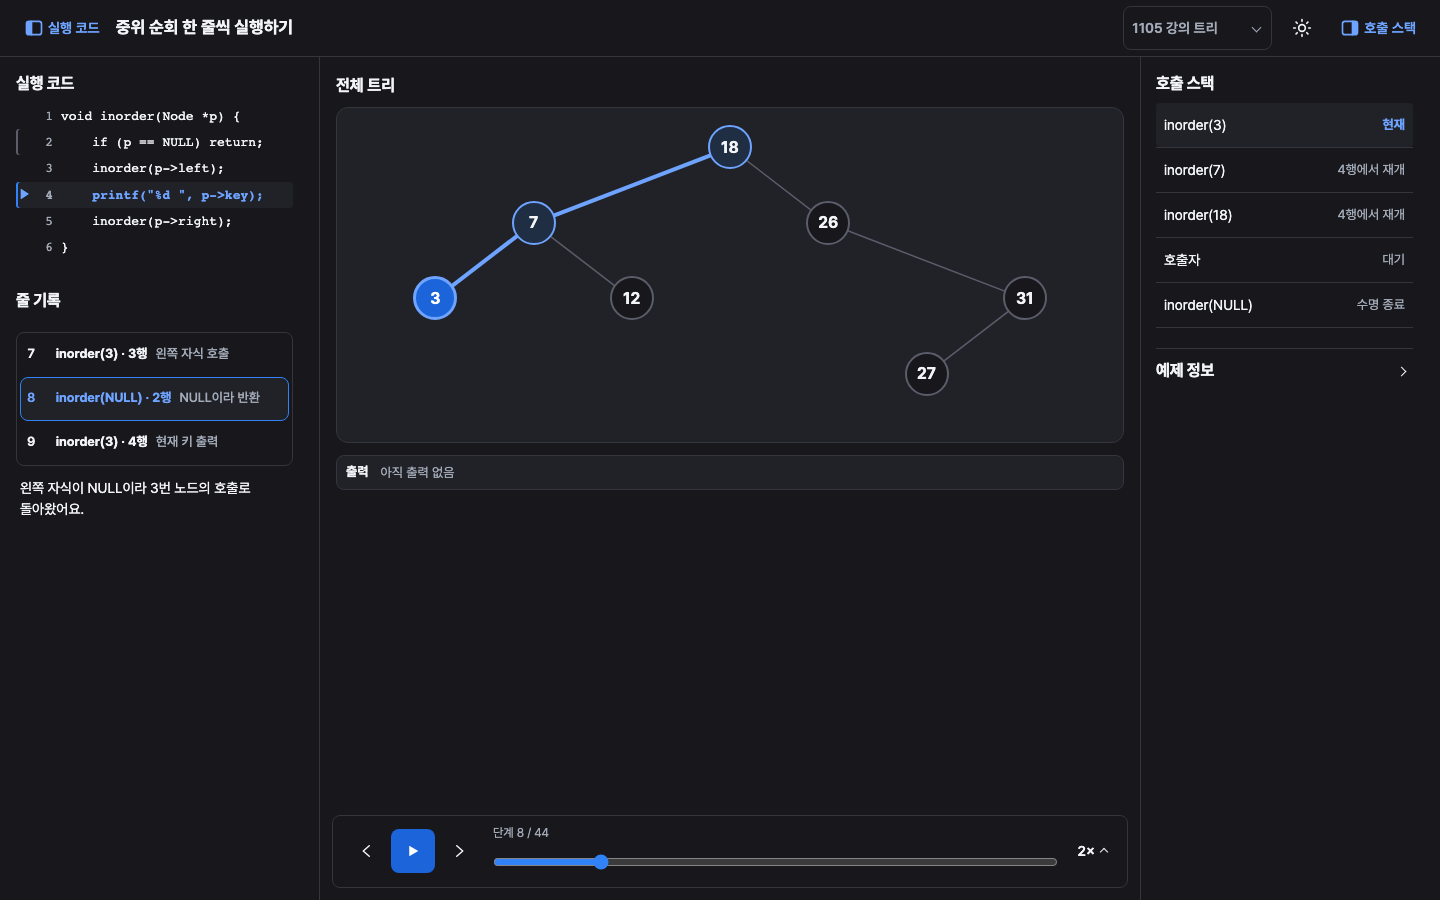 실행 코드
중위 순회 한 줄씩 실행하기
1105 강의 트리
호출 스택
실행 코드
1 void inorder(Node *p) {
2 if (p == NULL) return;
3 inorder(p->left);
4 printf("%d ", p->key);
5 inorder(p->right);
6 }
줄 기록
7 inorder(3) · 3행 왼쪽 자식 호출
8 inorder(NULL) · 2행 NULL이라 반환
9 inorder(3) · 4행 현재 키 출력
왼쪽 자식이 NULL이라 3번 노드의 호출로
돌아왔어요.
전체 트리
18
7
26
3
12
31
27
출력 아직 출력 없음
단계 8 / 44
2×
호출 스택
inorder(3) 현재
inorder(7) 4행에서 재개
inorder(18) 4행에서 재개
호출자 대기
inorder(NULL) 수명 종료
예제 정보